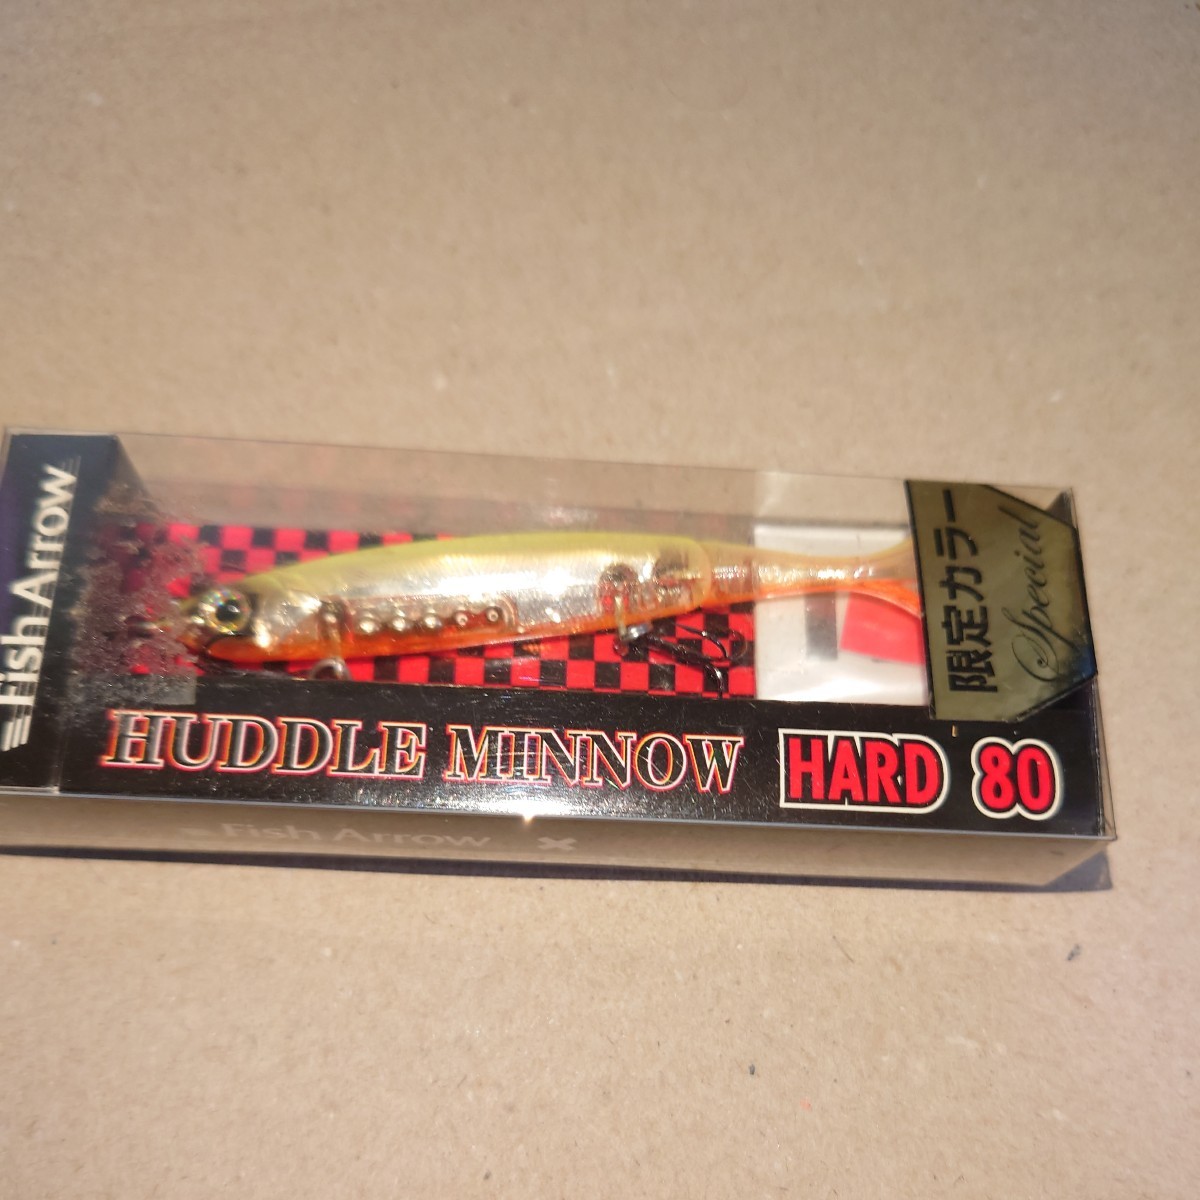 Fish Arrow
限定カラー
Special
HUDDLE MINNOW HARD 80
Fish Arrow ×